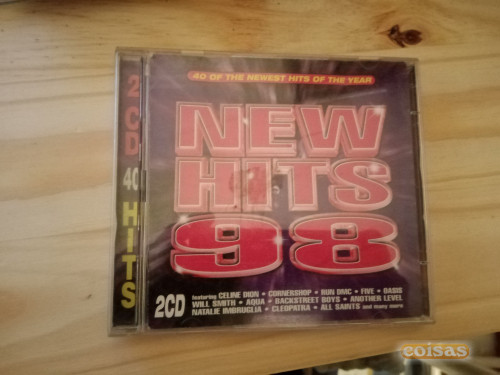 2 CD 40 HITS
40 OF THE NEWEST HITS OF THE YEAR
NEW
HITS
98
2CD
featuring CELINE DION • CORNERSHOP • RUN DMC • FIVE • OASIS
WILL SMITH • AQUA • BACKSTREET BOYS • ANOTHER LEVEL
NATALIE IMBRUGLIA • CLEOPATRA • ALL SAINTS and many more
coisas